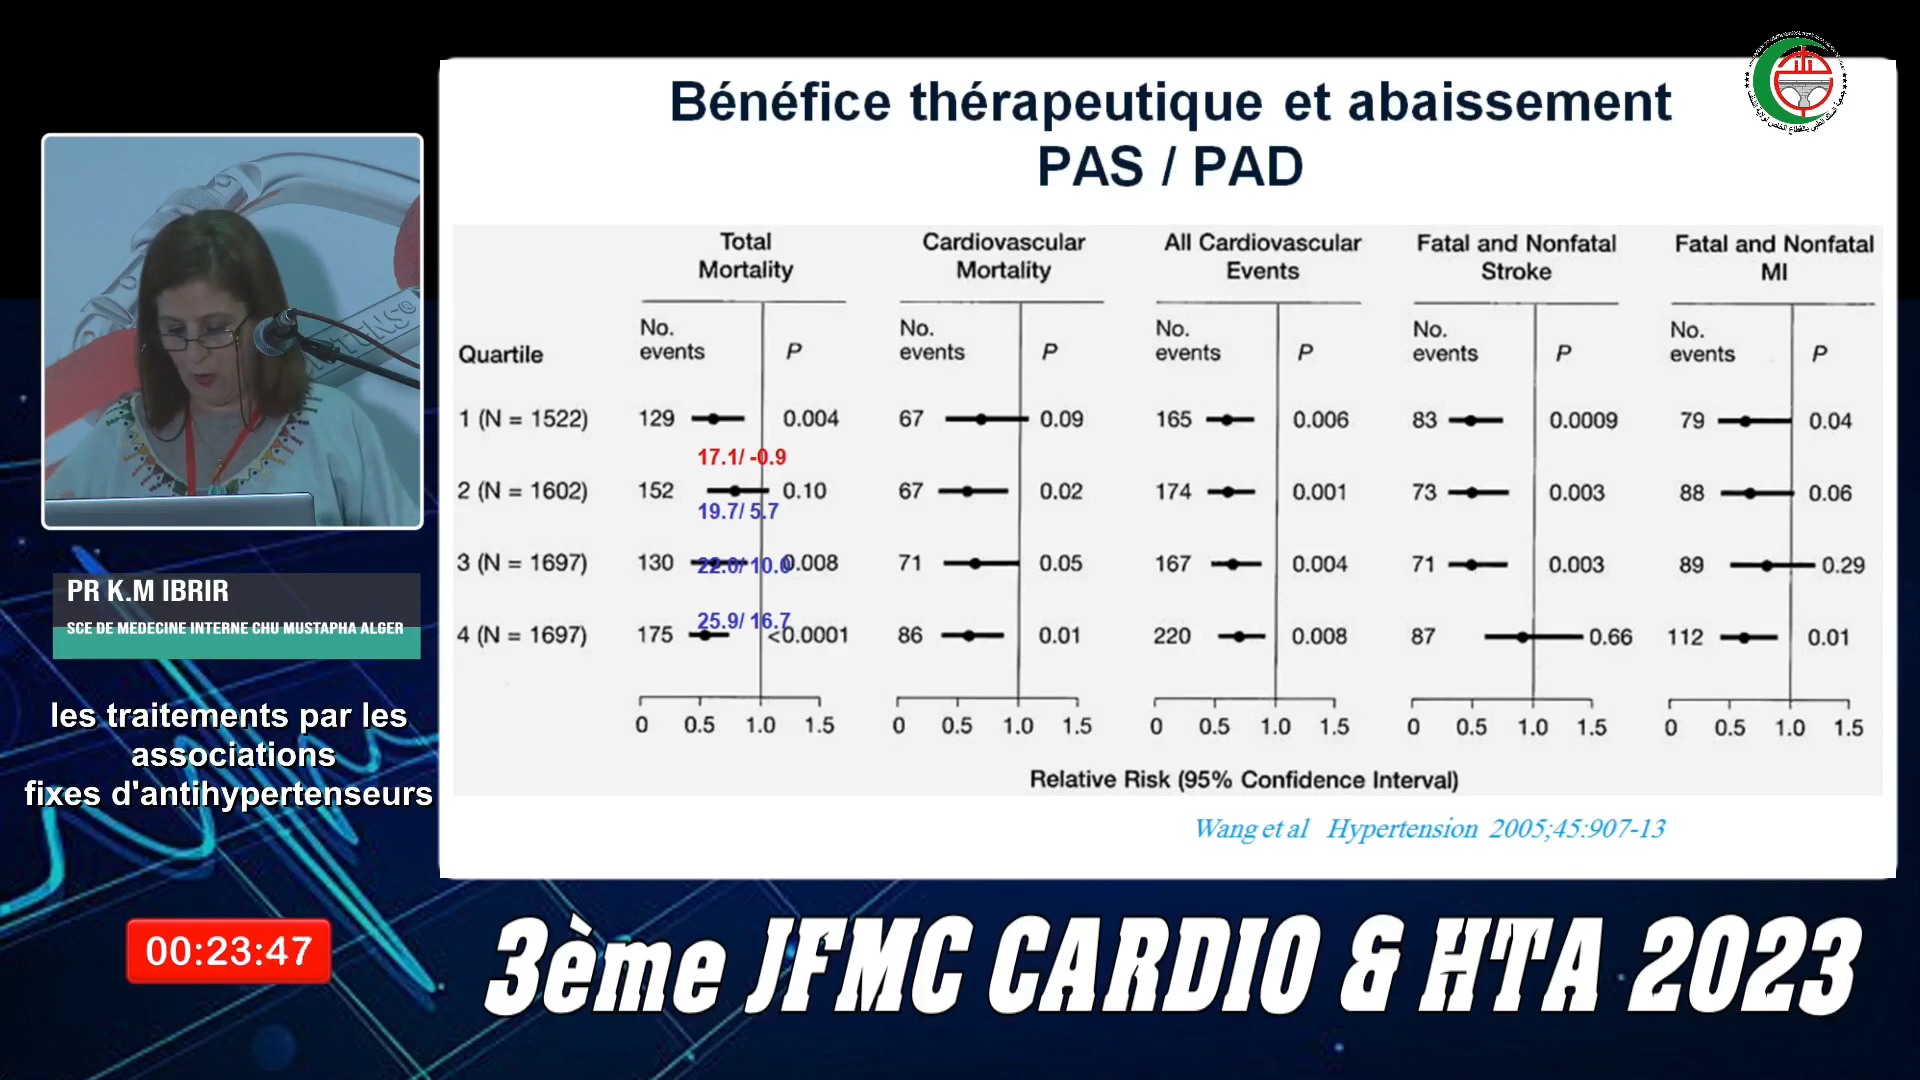 Bénéfice thérapeutique et abaissement
PAS / PAD
Total
Mortality
Cardiovascular
Mortality
All Cardiovascular
Events
Fatal and Nonfatal
Stroke
Fatal and Nonfatal
MI
Quartile
No.
events
P
No.
events
P
No.
events
P
No.
events
P
No.
events
P
1 (N = 1522) 129 0.004 67 0.09 165 0.006 83 0.0009 79 0.04
17.1/ -0.9
2 (N = 1602) 152 0.10 67 0.02 174 0.001 73 0.003 88 0.06
19.7/ 5.7
3 (N = 1697) 130 22.0/ 10.0 0.008 71 0.05 167 0.004 71 0.003 89 0.29
25.9/ 16.7
4 (N = 1697) 175 <0.0001 86 0.01 220 0.008 87 0.66 112 0.01
0 0.5 1.0 1.5 0 0.5 1.0 1.5 0 0.5 1.0 1.5 0 0.5 1.0 1.5 0 0.5 1.0 1.5
Relative Risk (95% Confidence Interval)
Wang et al Hypertension 2005;45:907-13
PR K.M IBRIR
SCE DE MEDECINE INTERNE CHU MUSTAPHA ALGER
les traitements par les
associations
fixes d'antihypertenseurs
00:23:47
3ème JFMC CARDIO & HTA 2023